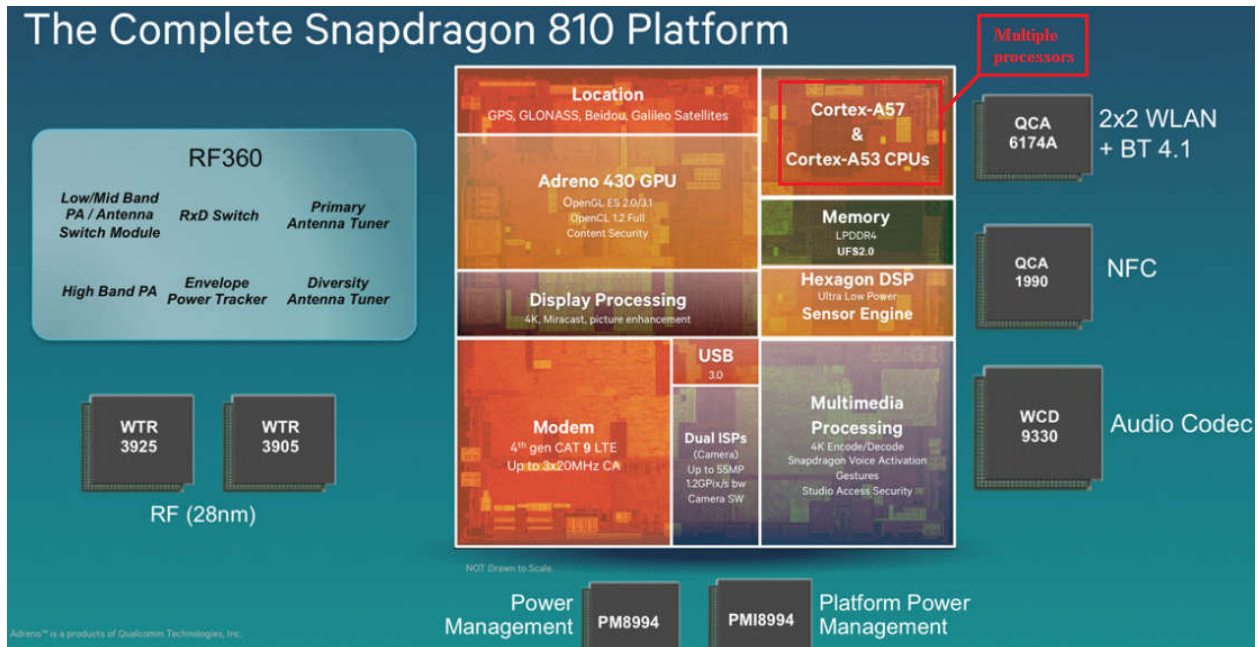 The Complete Snapdragon 810 Platform
Multiple
processors
RF360
Low/Mid Band
PA / Antenna
Switch Module
RxD Switch
Primary
Antenna Tuner
High Band PA
Envelope
Power Tracker
Diversity
Antenna Tuner
WTR
3925
WTR
3905
RF (28nm)
Location
GPS, GLONASS, Beidou, Galileo Satellites
Adreno 430 GPU
OpenGL ES 2.0/3.1
OpenCL 1.2 Full
Content Security
Display Processing
4K, Miracast, picture enhancement
Modem
4th gen CAT 9 LTE
Up to 3x20MHz CA
USB
3.0
Dual ISPs
(Camera)
Up to 55MP
1.2GPix/s bw
Camera SW
Cortex-A57
&
Cortex-A53 CPUs
Memory
LPDDR4
UFS2.0
Hexagon DSP
Ultra Low Power
Sensor Engine
Multimedia
Processing
4K Encode/Decode
Snapdragon Voice Activation
Gestures
Studio Access Security
QCA
6174A
2x2 WLAN
+ BT 4.1
QCA
1990
NFC
WCD
9330
Audio Codec
NOT Drawn to Scale.
Power
Management
PM8994
PMI8994
Platform Power
Management
Adreno™ is a products of Qualcomm Technologies, Inc.